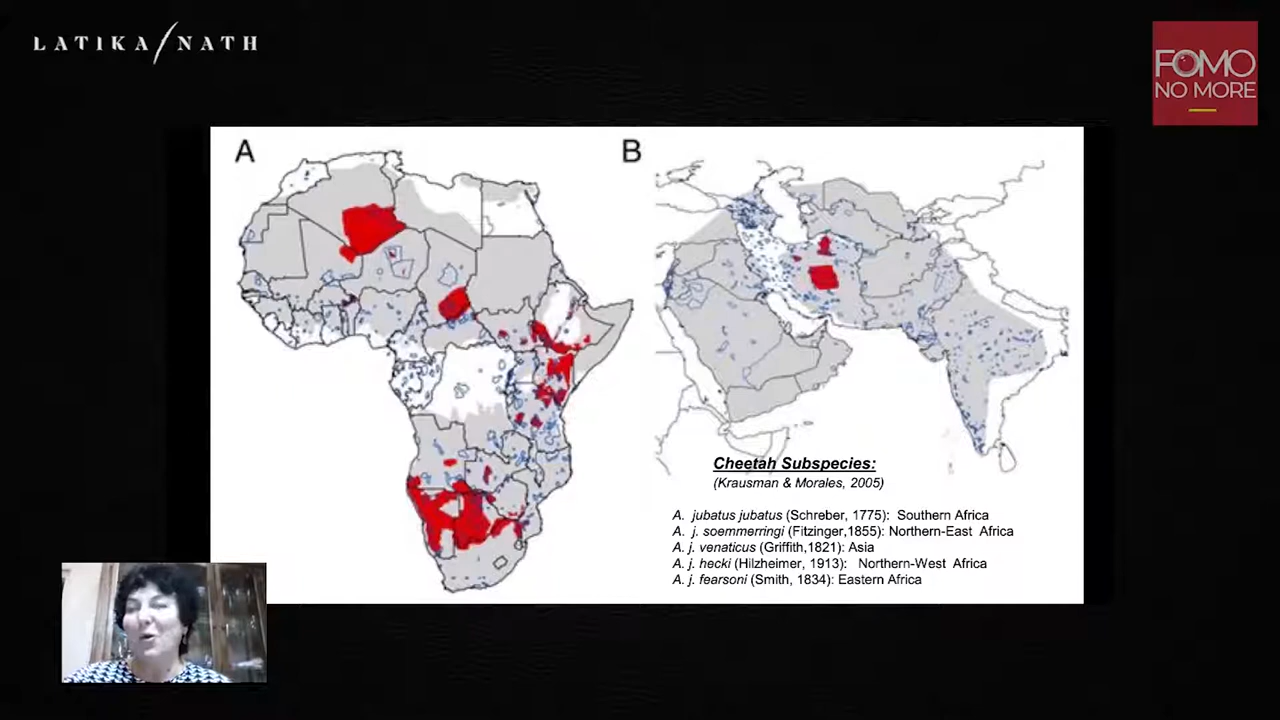 LATIKA/NATH
FOMO
NO MORE
A
B
Cheetah Subspecies:
(Krausman & Morales, 2005)
A. jubatus jubatus (Schreber, 1775): Southern Africa
A. j. soemmerringi (Fitzinger,1855): Northern-East Africa
A. j. venaticus (Griffith,1821): Asia
A. j. hecki (Hilzheimer, 1913): Northern-West Africa
A. j. fearsoni (Smith, 1834): Eastern Africa